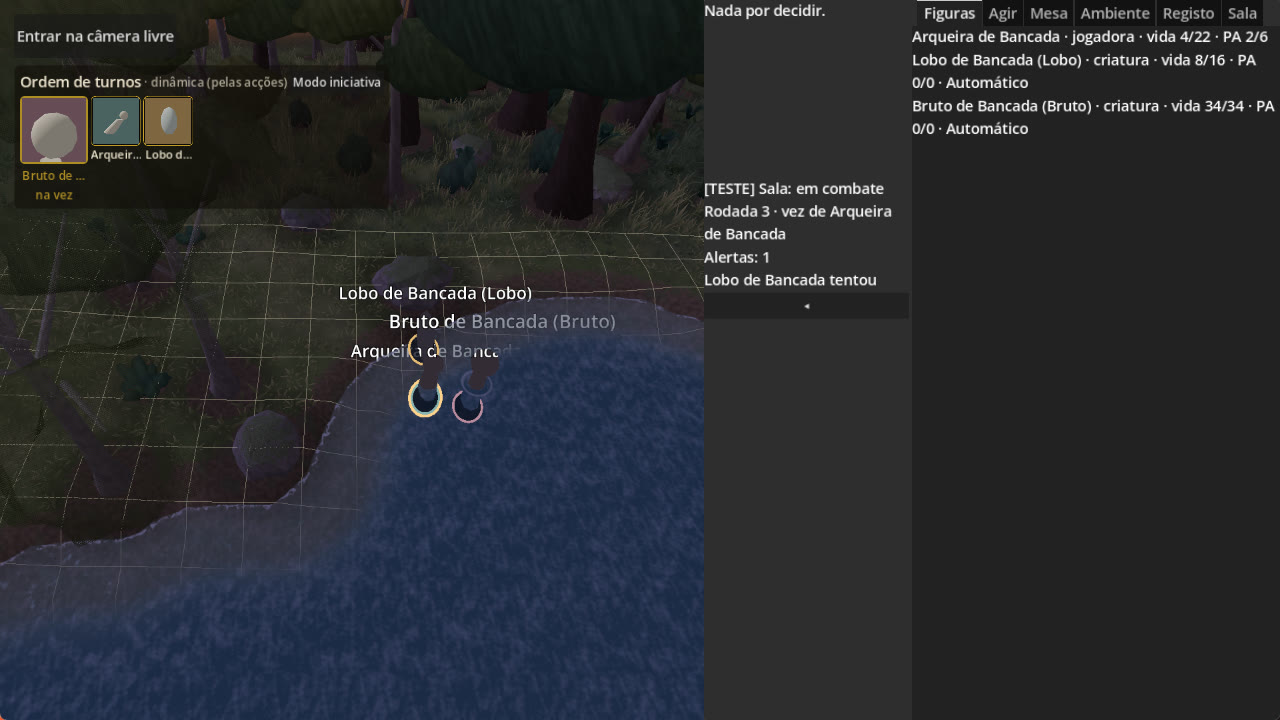 Entrar na câmera livre
Ordem de turnos · dinâmica (pelas acções) Modo iniciativa
Arqueir... Lobo d...
Bruto de ...
na vez
Lobo de Bancada (Lobo)
Bruto de Bancada (Bruto)
Arqueira de Bancad
Nada por decidir.
[TESTE] Sala: em combate
Rodada 3 · vez de Arqueira
de Bancada
Alertas: 1
Lobo de Bancada tentou
Figuras Agir Mesa Ambiente Registo Sala
Arqueira de Bancada · jogadora · vida 4/22 · PA 2/6
Lobo de Bancada (Lobo) · criatura · vida 8/16 · PA
0/0 · Automático
Bruto de Bancada (Bruto) · criatura · vida 34/34 · PA
0/0 · Automático